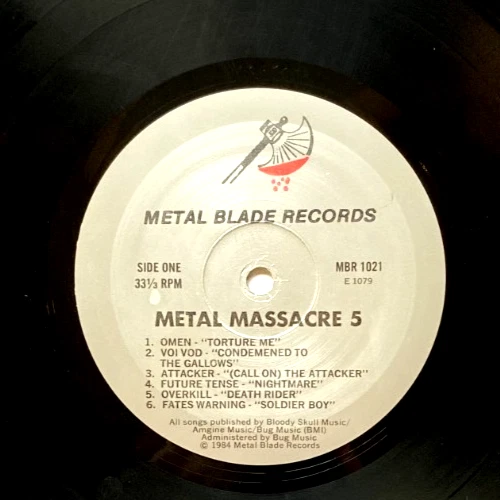 METAL BLADE RECORDS
SIDE ONE
33⅓ RPM
MBR 1021
E 1079
METAL MASSACRE 5
1. OMEN - "TORTURE ME"
2. VOI VOD - "CONDEMENED TO
THE GALLOWS"
3. ATTACKER - "(CALL ON) THE ATTACKER"
4. FUTURE TENSE - "NIGHTMARE"
5. OVERKILL - "DEATH RIDER"
6. FATES WARNING - "SOLDIER BOY"
All songs published by Bloody Skull Music/
Amgine Music/Bug Music (BMI)
Administered by Bug Music
© 1984 Metal Blade Records